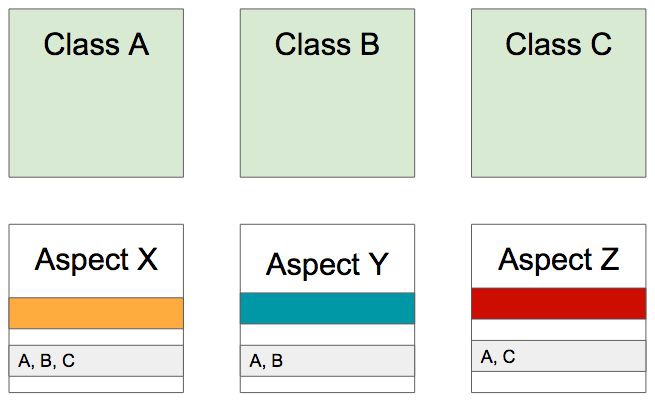 Class A
Class B
Class C
Aspect X
Aspect Y
Aspect Z
A, B, C
A, B
A, C